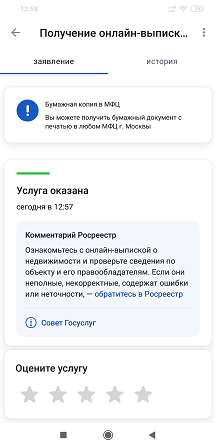 12:58
Получение онлайн-выписк...
заявление
история
Бумажная копия в МФЦ
Вы можете получить бумажный документ с
печатью в любом МФЦ г. Москвы
Услуга оказана
сегодня в 12:57
Комментарий Росреестр
Ознакомьтесь с онлайн-выпиской о
недвижимости и проверьте сведения по
объекту и его правообладателям. Если они
неполные, некорректные, содержат ошибки
или неточности, — обратитесь в Росреестр
Совет Госуслуг
Оцените услугу